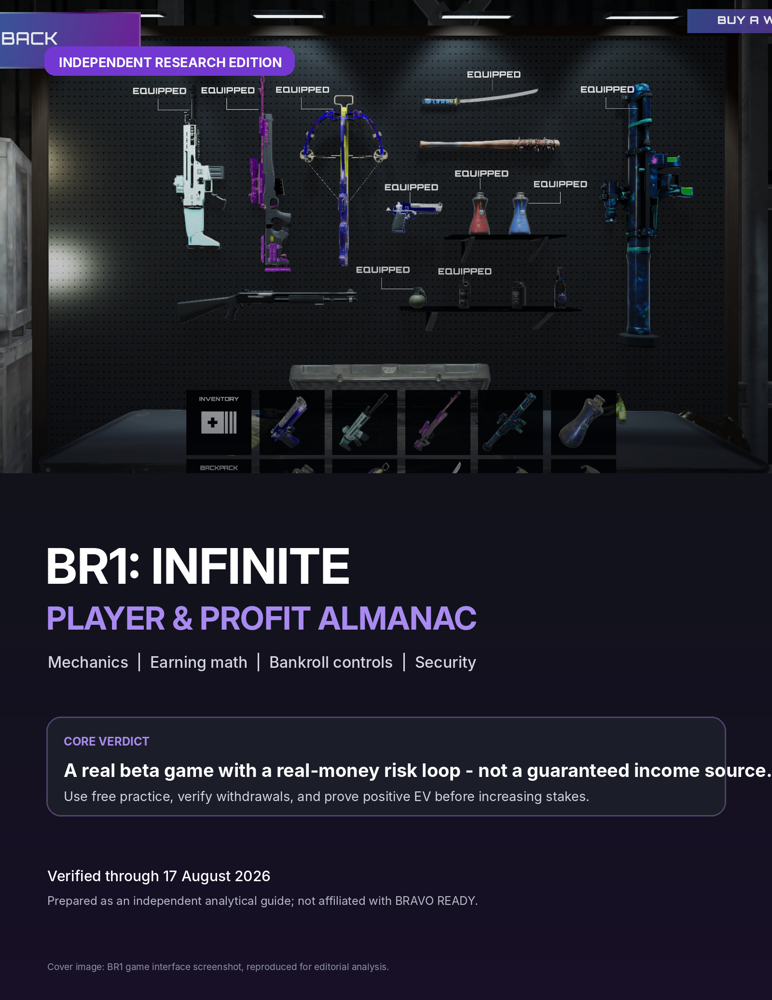 BACK
BUY A W
INDEPENDENT RESEARCH EDITION
EQUIPPED
EQUIPPED
EQUIPPED
EQUIPPED
EQUIPPED
EQUIPPED
EQUIPPED
EQUIPPED
EQUIPPED
EQUIPPED
INVENTORY
BACKPACK
BR1: INFINITE
PLAYER & PROFIT ALMANAC
Mechanics | Earning math | Bankroll controls | Security
CORE VERDICT
A real beta game with a real-money risk loop - not a guaranteed income source.
Use free practice, verify withdrawals, and prove positive EV before increasing stakes.
Verified through 17 August 2026
Prepared as an independent analytical guide; not affiliated with BRAVO READY.
Cover image: BR1 game interface screenshot, reproduced for editorial analysis.